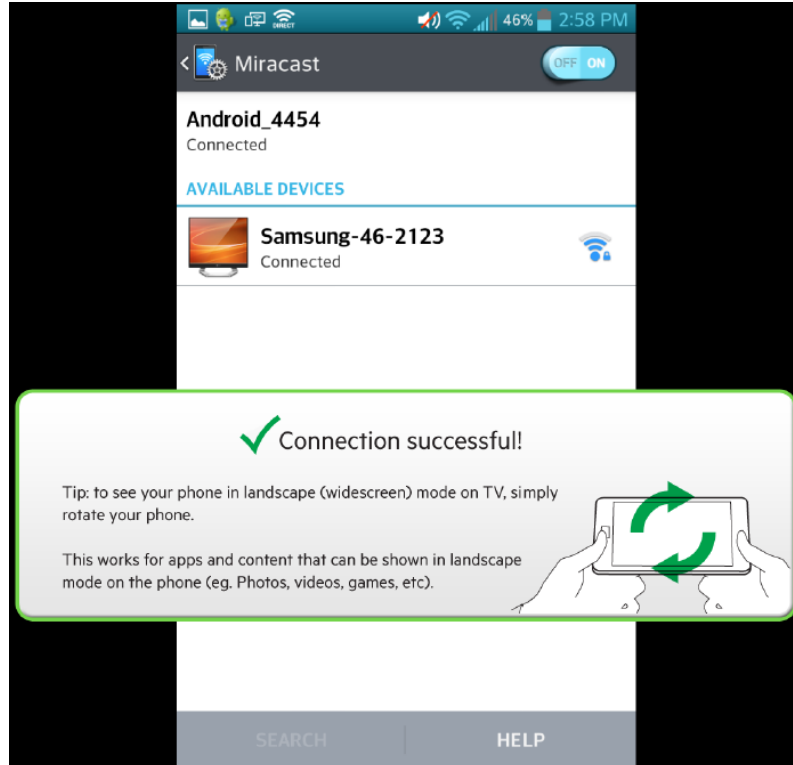 DIRECT 46% 2:58 PM
Miracast OFF ON
Android_4454
Connected
AVAILABLE DEVICES
Samsung-46-2123
Connected
Connection successful!
Tip: to see your phone in landscape (widescreen) mode on TV, simply
rotate your phone.
This works for apps and content that can be shown in landscape
mode on the phone (eg. Photos, videos, games, etc).
SEARCH HELP